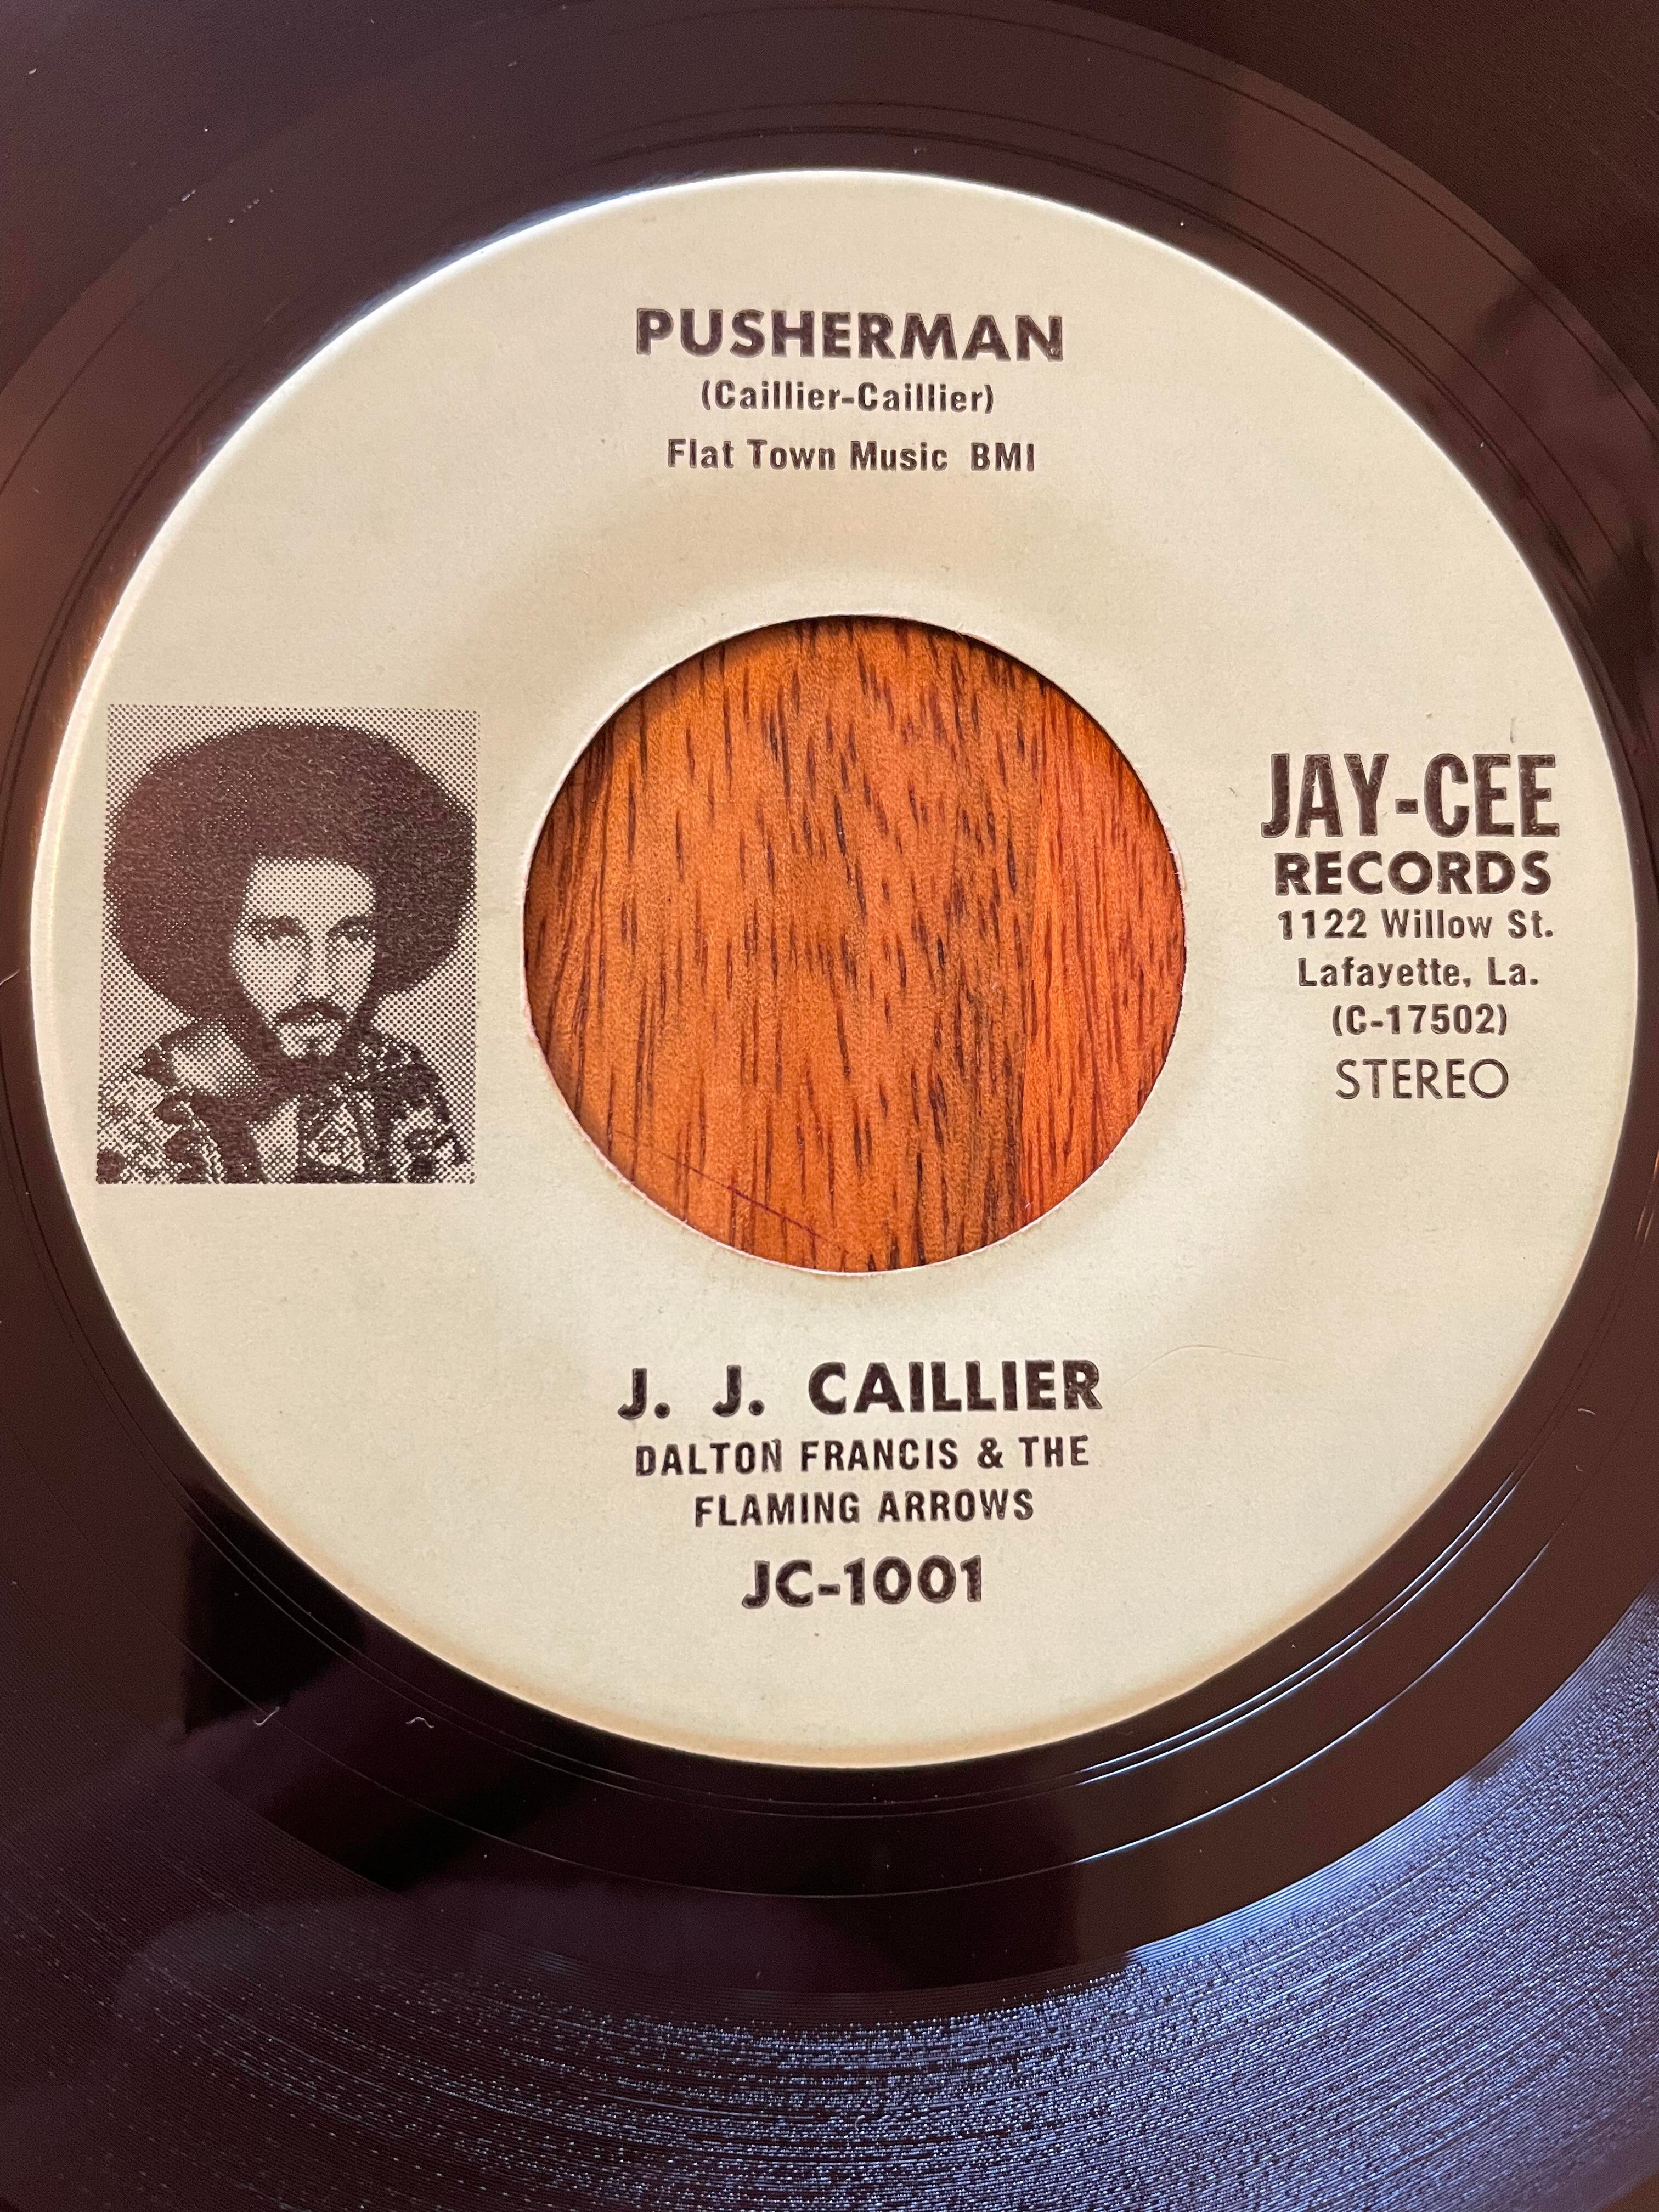 PUSHERMAN
(Caillier-Caillier)
Flat Town Music BMI
JAY-CEE
RECORDS
1122 Willow St.
Lafayette, La.
(C-17502)
STEREO
J. J. CAILLIER
DALTON FRANCIS & THE
FLAMING ARROWS
JC-1001